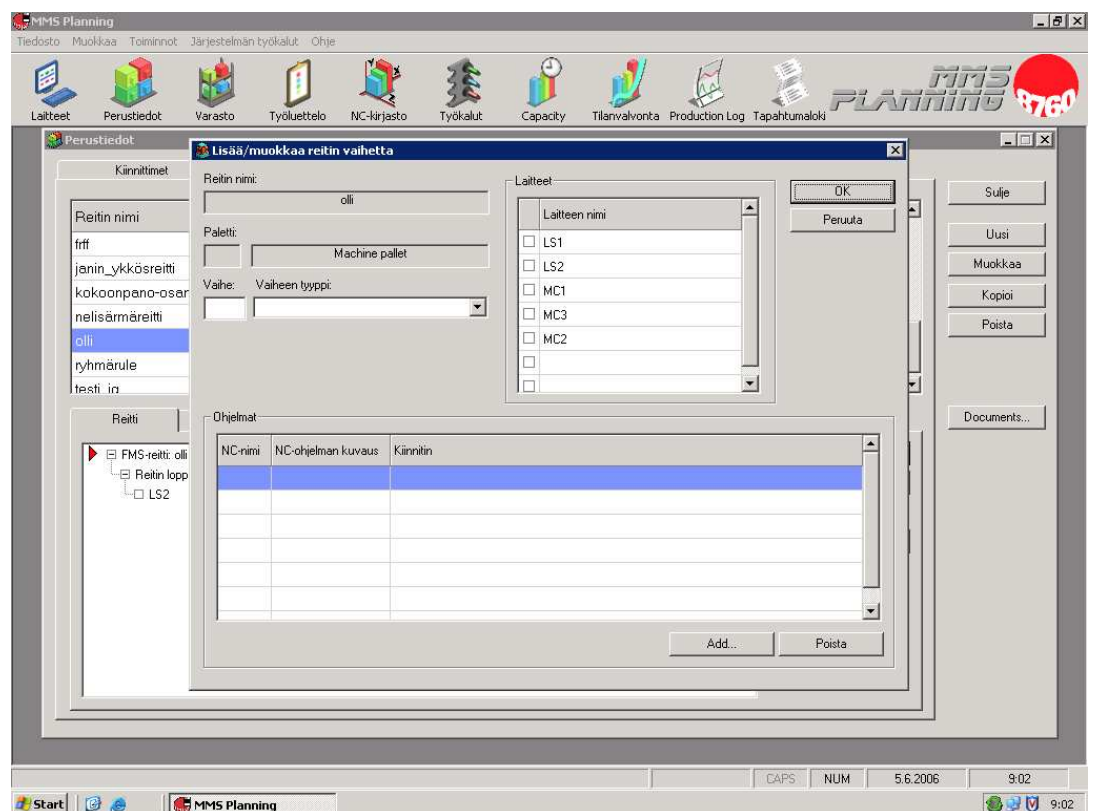 MMS Planning
Tiedosto Muokkaa Toiminnot Järjestelmän työkalut Ohje
Laitteet Perustiedot Varasto Työluettelo NC-kirjasto Työkalut Capacity Tilanvalvonta Production Log Tapahtumaloki
MMS
PLANNING
8760
Perustiedot
Kiinnittimet
Reitin nimi
frff
janin_ykkösreitti
kokoonpano-osar
nelisärmäreitti
olli
ryhmärule
testi_jg
Reitti
FMS-reitti: olli
Reitin lopp
LS2
Lisää/muokkaa reitin vaihetta
Reitin nimi:
olli
Paletti:
Machine pallet
Vaihe: Vaiheen tyyppi:
Laitteet
Laitteen nimi
LS1
LS2
MC1
MC3
MC2
OK
Peruuta
Ohjelmat
NC-nimi NC-ohjelman kuvaus Kiinnitin
Add... Poista
Sulje
Uusi
Muokkaa
Kopioi
Poista
Documents...
CAPS NUM 5.6.2006 9:02
Start MMS Planning 9:02